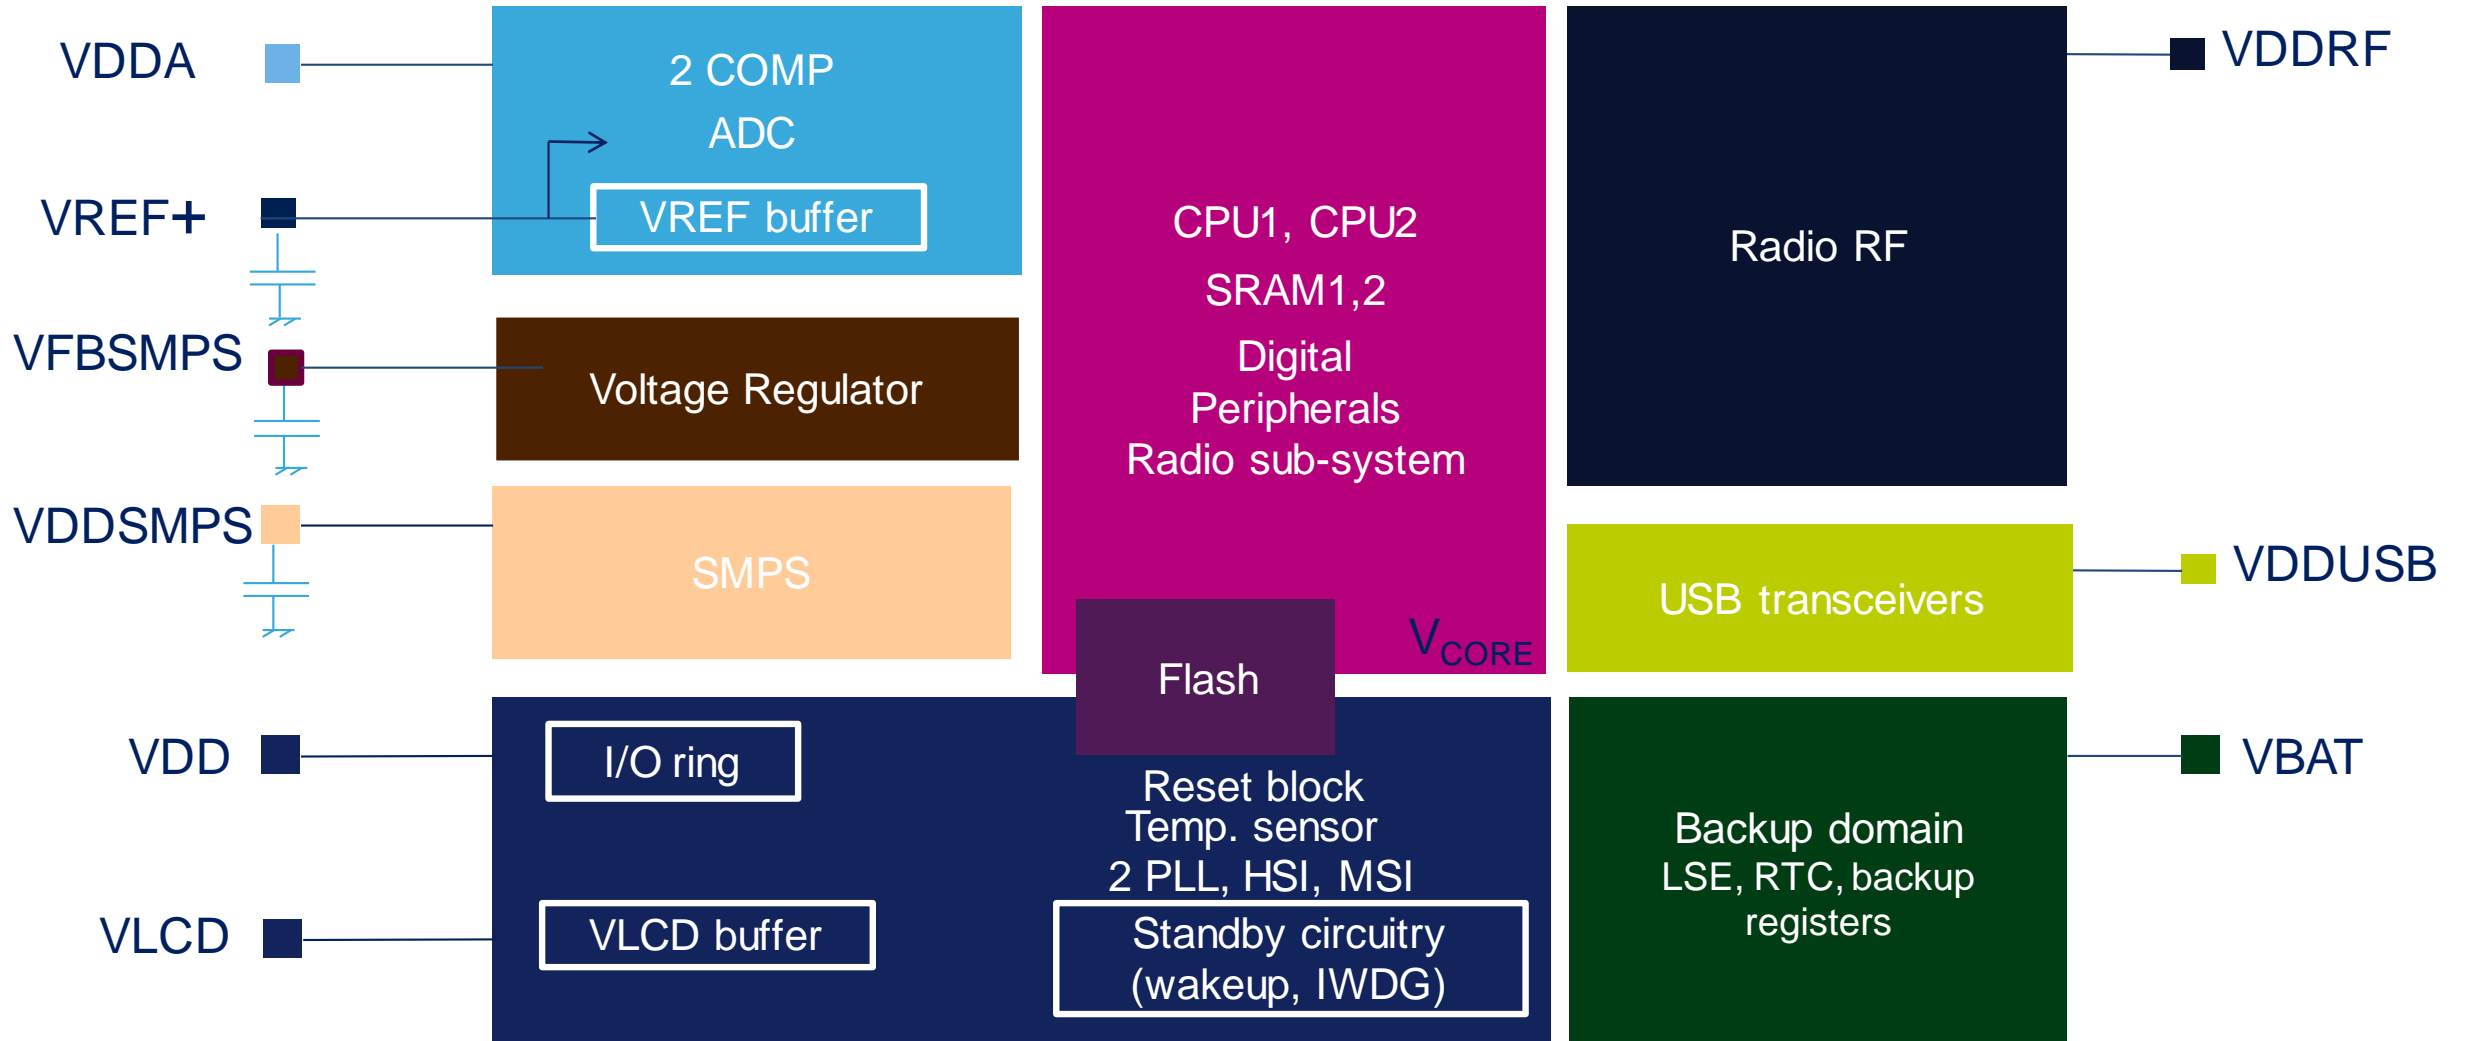 VDDA
VREF+
VFBSMPS
VDDSMPS
VDD
VLCD
2 COMP
ADC
VREF buffer
Voltage Regulator
SMPS
CPU1, CPU2
SRAM1,2
Digital
Peripherals
Radio sub-system
VCORE
Flash
I/O ring
VLCD buffer
Reset block
Temp. sensor
2 PLL, HSI, MSI
Standby circuitry
(wakeup, IWDG)
Radio RF
USB transceivers
Backup domain
LSE, RTC, backup
registers
VDDRF
VDDUSB
VBAT